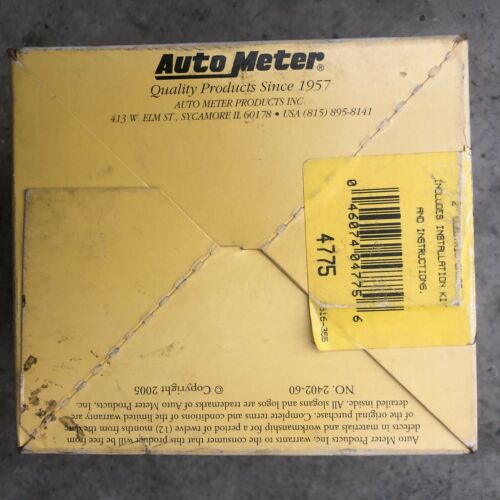 Auto Meter®
Quality Products Since 1957
AUTO METER PRODUCTS INC.
413 W. ELM ST., SYCAMORE IL 60178 • USA (815) 895-8141
INCLUDES INSTALLATION KIT
AND INSTRUCTIONS.
0 46074 04775 6
4775
Auto Meter Products Inc. warrants to the consumer that this product will be free from
defects in materials and workmanship for a period of twelve (12) months from the date
of the original purchase. Complete terms and conditions of the limited warranty are
detailed inside. All slogans and logos are trademarks of Auto Meter Products, Inc.
NO. 2402-60
© Copyright 2005